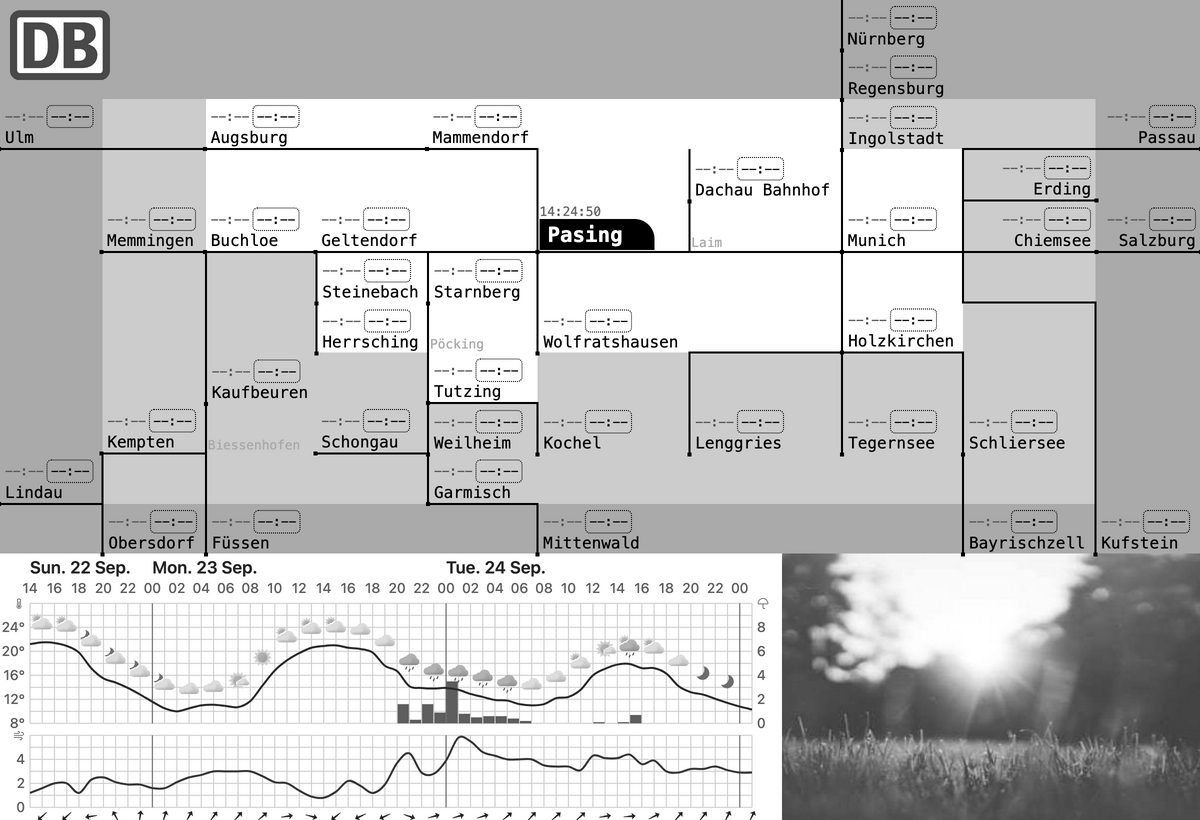 DB
--:-- --:--
Nürnberg
--:-- --:--
Regensburg
--:-- --:--
Ulm
--:-- --:--
Augsburg
--:-- --:--
Mammendorf
--:-- --:--
Ingolstadt
--:-- --:--
Passau
--:-- --:--
Dachau Bahnhof
--:-- --:--
Erding
--:-- --:--
Memmingen
--:-- --:--
Buchloe
--:-- --:--
Geltendorf
14:24:50
Pasing
Laim
--:-- --:--
Munich
--:-- --:--
Chiemsee
--:-- --:--
Salzburg
--:-- --:--
Steinebach
--:-- --:--
Starnberg
--:-- --:--
Herrsching
Pöcking
--:-- --:--
Wolfratshausen
--:-- --:--
Holzkirchen
--:-- --:--
Kaufbeuren
--:-- --:--
Tutzing
--:-- --:--
Kempten
Biessenhofen
--:-- --:--
Schongau
--:-- --:--
Weilheim
--:-- --:--
Kochel
--:-- --:--
Lenggries
--:-- --:--
Tegernsee
--:-- --:--
Schliersee
--:-- --:--
Lindau
--:-- --:--
Garmisch
--:-- --:--
Obersdorf
--:-- --:--
Füssen
--:-- --:--
Mittenwald
--:-- --:--
Bayrischzell
--:-- --:--
Kufstein
Sun. 22 Sep. Mon. 23 Sep. Tue. 24 Sep.
14 16 18 20 22 00 02 04 06 08 10 12 14 16 18 20 22 00 02 04 06 08 10 12 14 16 18 20 22 00
24° 8
20° 6
16° 4
12° 2
8° 0
4
2
0